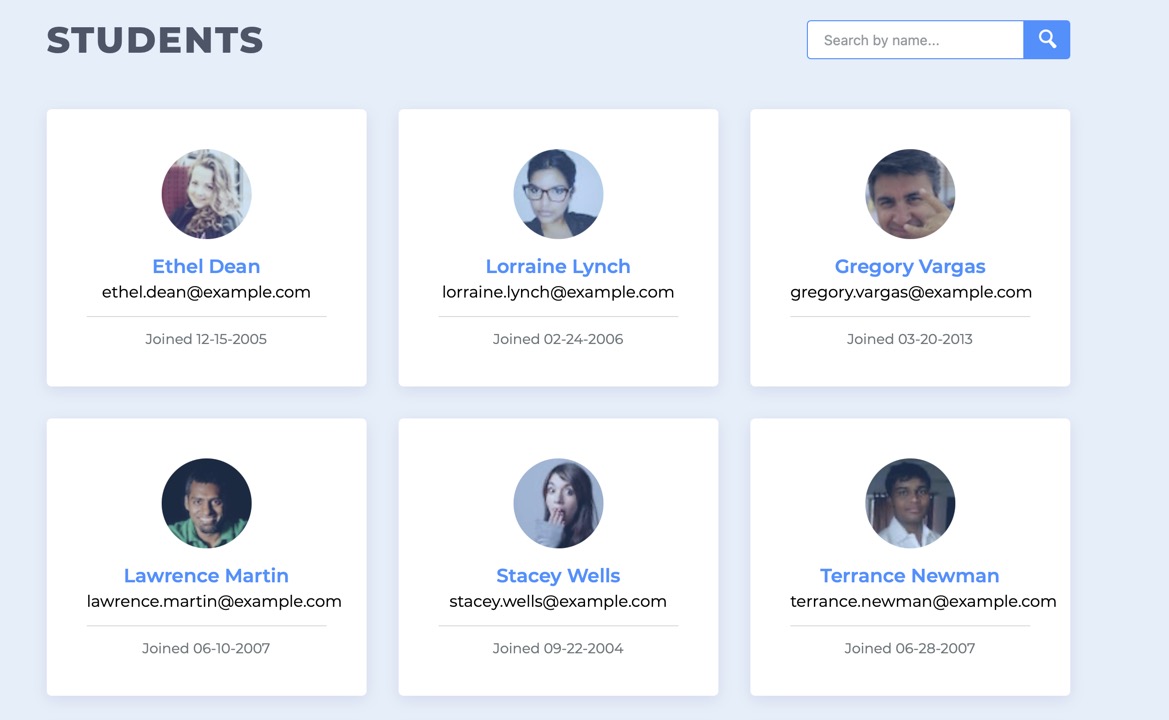 STUDENTS
Search by name...
Ethel Dean
ethel.dean@example.com
Joined 12-15-2005
Lorraine Lynch
lorraine.lynch@example.com
Joined 02-24-2006
Gregory Vargas
gregory.vargas@example.com
Joined 03-20-2013
Lawrence Martin
lawrence.martin@example.com
Joined 06-10-2007
Stacey Wells
stacey.wells@example.com
Joined 09-22-2004
Terrance Newman
terrance.newman@example.com
Joined 06-28-2007